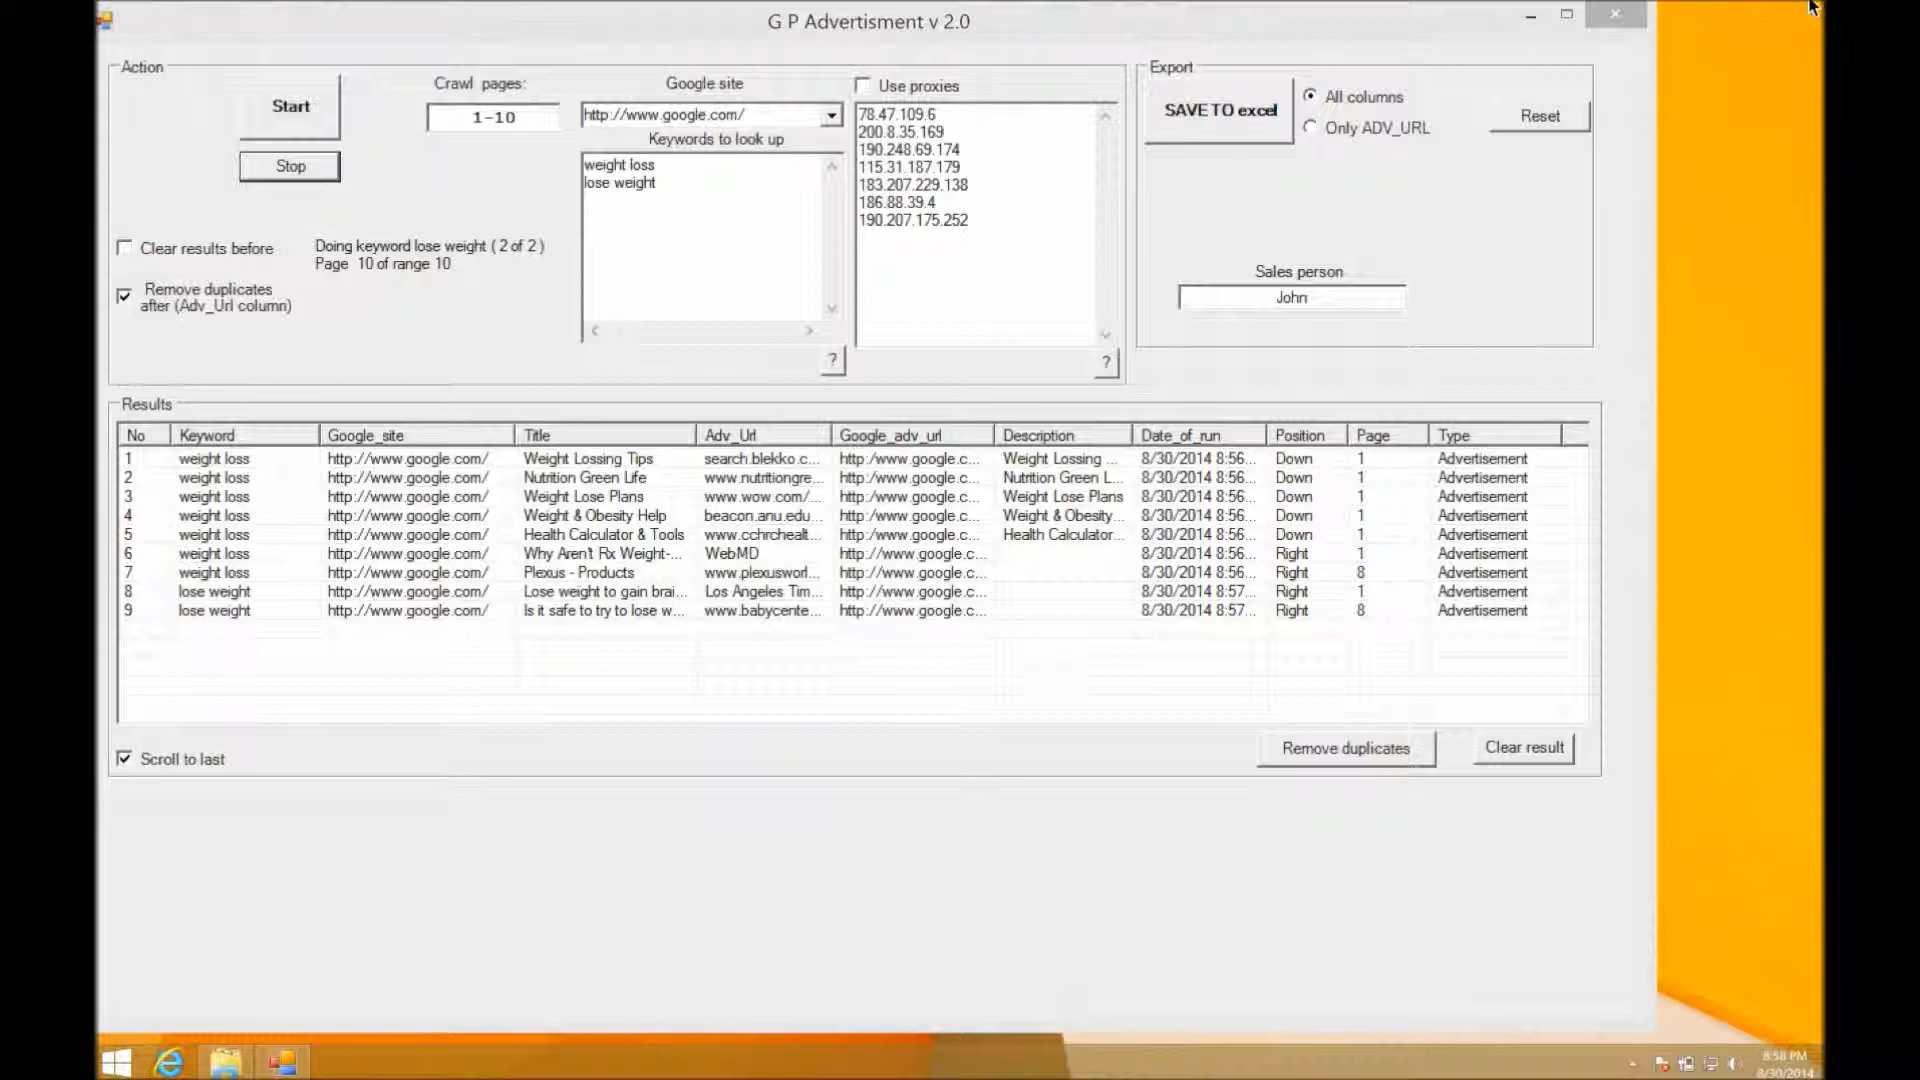 G P Advertisment v 2.0
Action
Start
Stop
Crawl pages:
1-10
Google site
http://www.google.com/
Keywords to look up
weight loss
lose weight
?
Use proxies
78.47.109.6
200.8.35.169
190.248.69.174
115.31.187.179
183.207.229.138
186.88.39.4
190.207.175.252
?
Clear results before
Remove duplicates
after (Adv_Url column)
Doing keyword lose weight ( 2 of 2 )
Page 10 of range 10
Export
SAVE TO excel
All columns
Only ADV_URL
Reset
Sales person
John
Results
No Keyword Google_site Title Adv_Url Google_adv_url Description Date_of_run Position Page Type
1 weight loss http://www.google.com/ Weight Lossing Tips search.blekko.c... http:/www.google.c... Weight Lossing ... 8/30/2014 8:56... Down 1 Advertisement
2 weight loss http://www.google.com/ Nutrition Green Life www.nutritiongre... http:/www.google.c... Nutrition Green L... 8/30/2014 8:56... Down 1 Advertisement
3 weight loss http://www.google.com/ Weight Lose Plans www.wow.com/... http:/www.google.c... Weight Lose Plans 8/30/2014 8:56... Down 1 Advertisement
4 weight loss http://www.google.com/ Weight & Obesity Help beacon.anu.edu... http:/www.google.c... Weight & Obesity... 8/30/2014 8:56... Down 1 Advertisement
5 weight loss http://www.google.com/ Health Calculator & Tools www.cchrchealt... http:/www.google.c... Health Calculator... 8/30/2014 8:56... Down 1 Advertisement
6 weight loss http://www.google.com/ Why Aren't Rx Weight-... WebMD http://www.google.c... 8/30/2014 8:56... Right 1 Advertisement
7 weight loss http://www.google.com/ Plexus - Products www.plexusworl... http://www.google.c... 8/30/2014 8:56... Right 8 Advertisement
8 lose weight http://www.google.com/ Lose weight to gain brai... Los Angeles Tim... http://www.google.c... 8/30/2014 8:57... Right 1 Advertisement
9 lose weight http://www.google.com/ Is it safe to try to lose w... www.babycente... http://www.google.c... 8/30/2014 8:57... Right 8 Advertisement
Scroll to last
Remove duplicates
Clear result
8:58 PM
8/30/2014